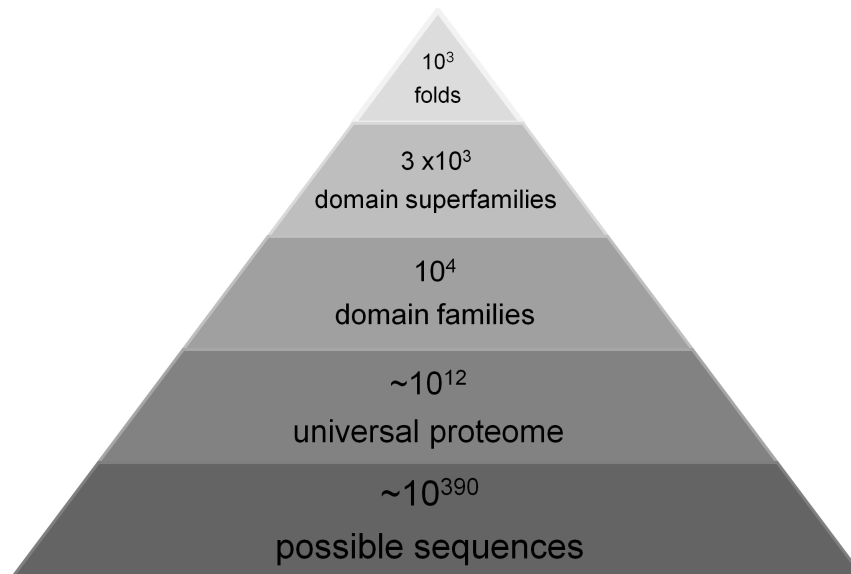 10³
folds
3 x10³
domain superfamilies
10⁴
domain families
~10¹²
universal proteome
~10³⁹⁰
possible sequences